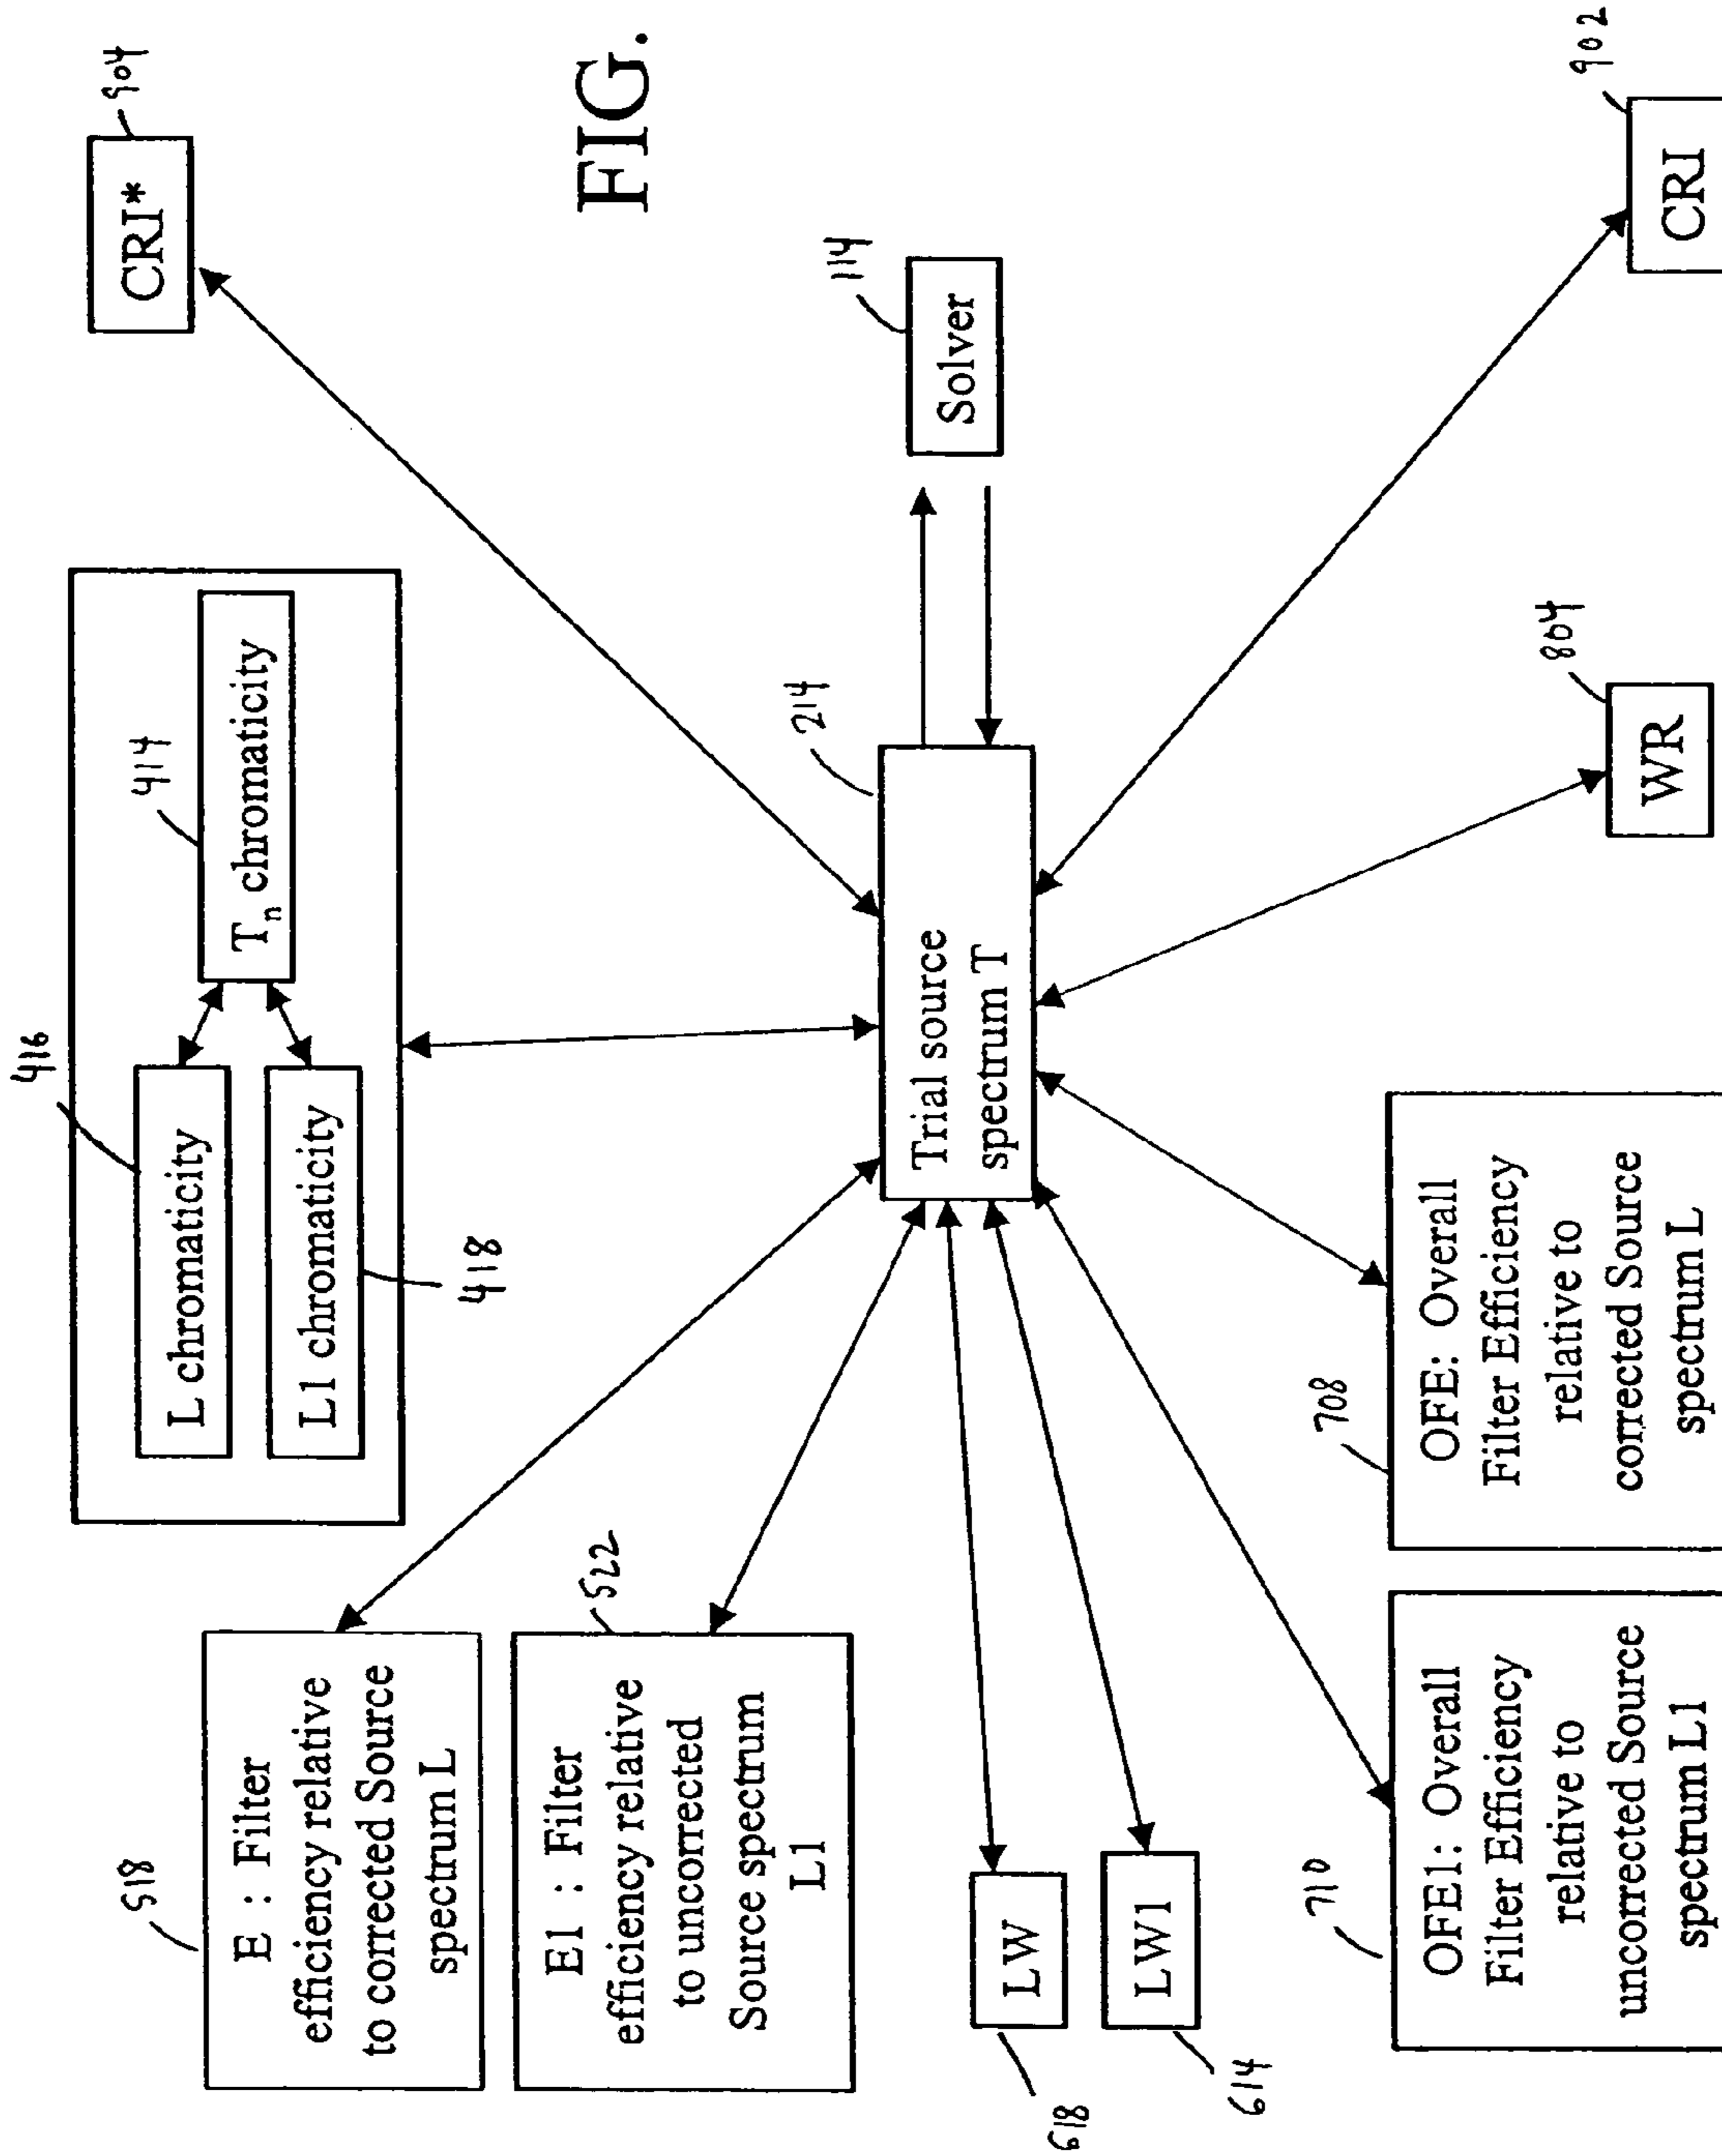 518
E : Filter
efficiency relative
to corrected Source
spectrum L
522
E1 : Filter
efficiency relative
to uncorrected
Source spectrum
L1
618
LW
LW1
614
710
OFE1: Overall
Filter Efficiency
relative to
uncorrected Source
spectrum L1
708
OFE: Overall
Filter Efficiency
relative to
corrected Source
spectrum L
416
L chromaticity
L1 chromaticity
418
414
Tn chromaticity
214
Trial source
spectrum T
804
WR
904
CRI*
114
Solver
902
CRI
FIG.